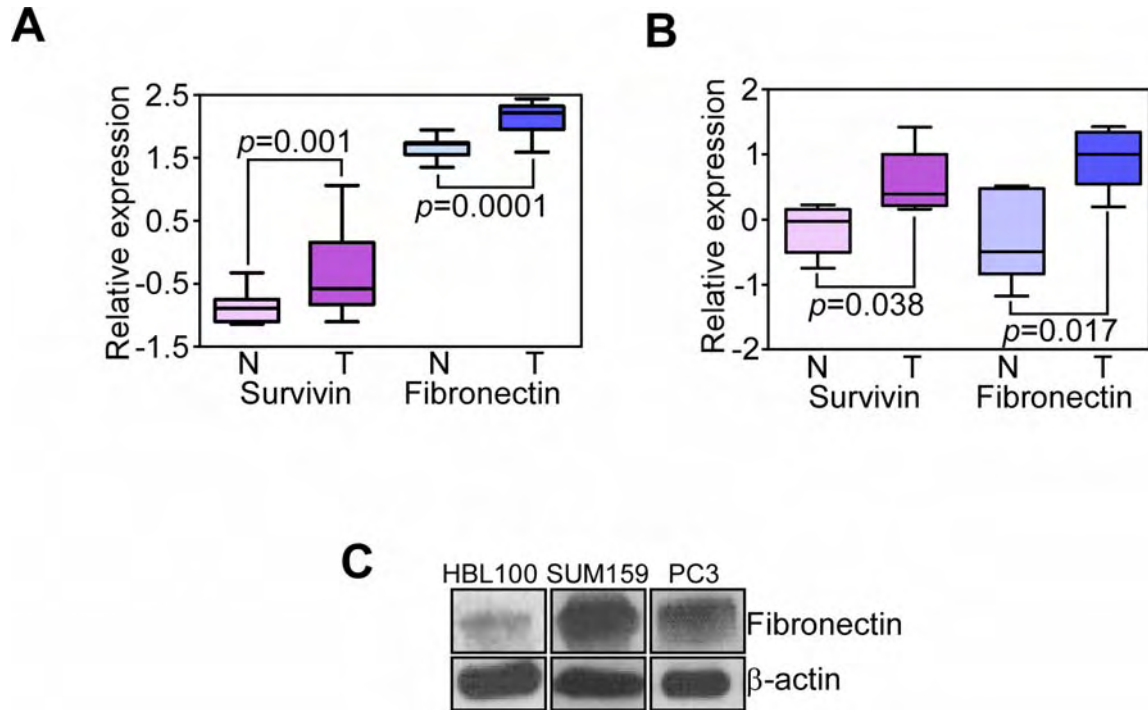 A
Relative expression
2.5
1.5
0.5
-0.5
-1.5
p=0.001
p=0.0001
N T N T
Survivin Fibronectin
B
Relative expression
2
1
0
-1
-2
p=0.038
p=0.017
N T N T
Survivin Fibronectin
C
HBL100 SUM159 PC3
Fibronectin
β-actin